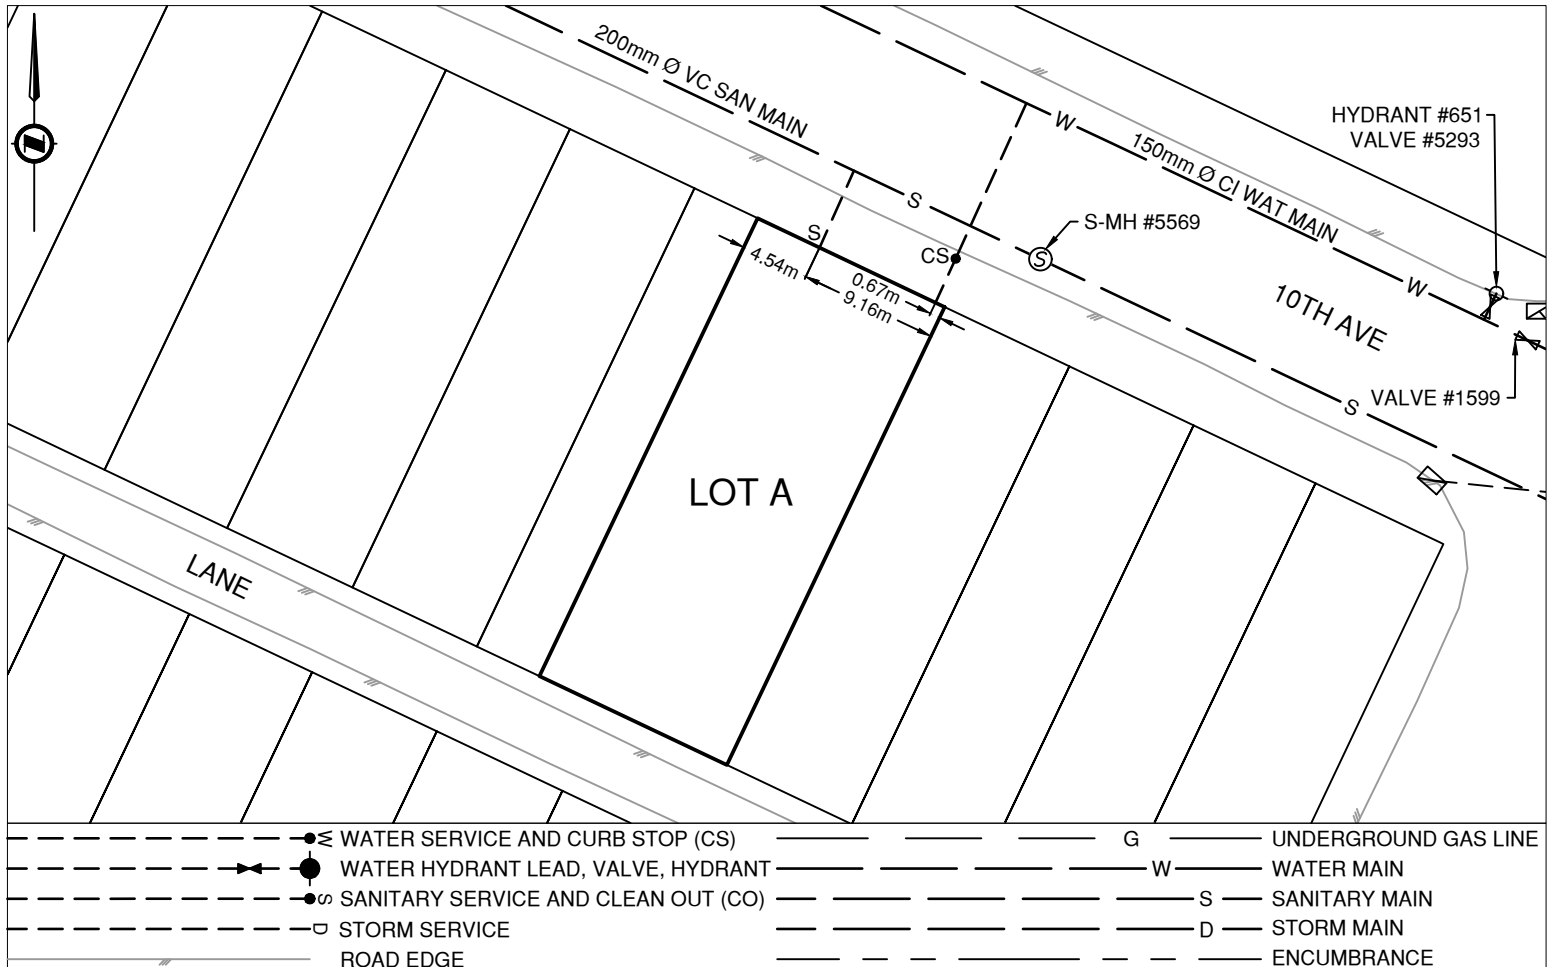 200mm Ø VC SAN MAIN
W
150mm Ø CI WAT MAIN
W
HYDRANT #651
VALVE #5293
S
S-MH #5569
S
S
CS
4.54m
0.67m
9.16m
10TH AVE
VALVE #1599
S
LOT A
LANE
W WATER SERVICE AND CURB STOP (CS)
WATER HYDRANT LEAD, VALVE, HYDRANT
S SANITARY SERVICE AND CLEAN OUT (CO)
D STORM SERVICE
ROAD EDGE
G UNDERGROUND GAS LINE
W WATER MAIN
S SANITARY MAIN
D STORM MAIN
ENCUMBRANCE